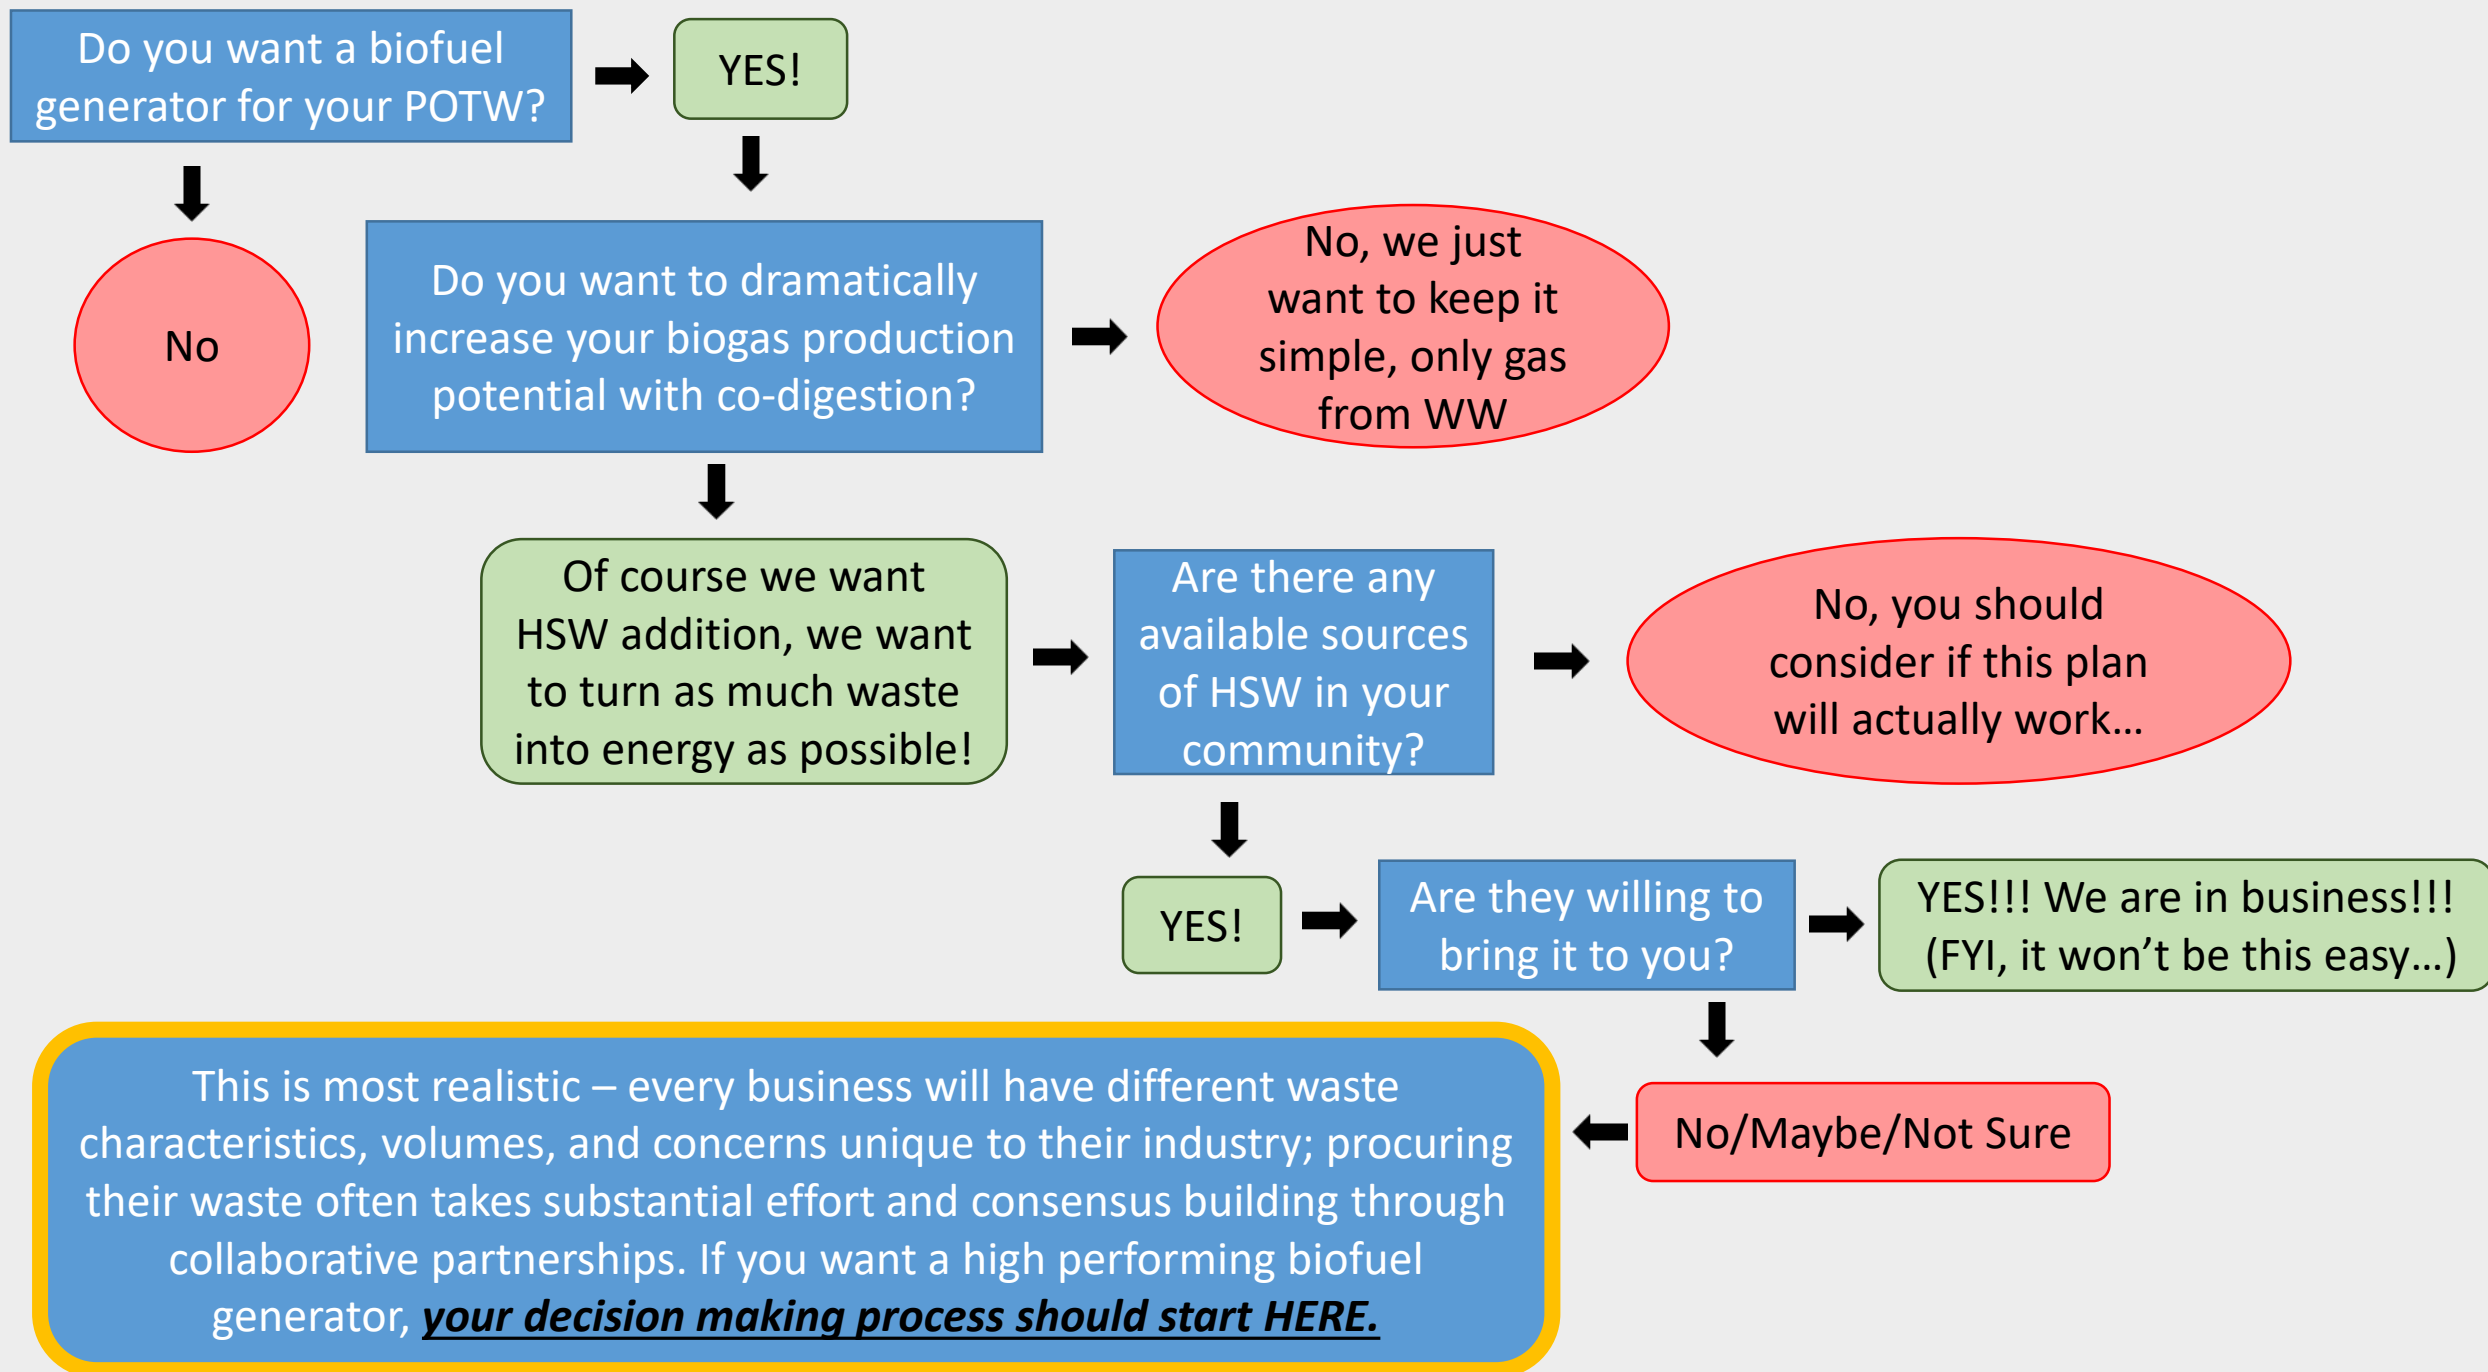 Do you want a biofuel
generator for your POTW?
YES!
No
Do you want to dramatically
increase your biogas production
potential with co-digestion?
No, we just
want to keep it
simple, only gas
from WW
Of course we want
HSW addition, we want
to turn as much waste
into energy as possible!
Are there any
available sources
of HSW in your
community?
No, you should
consider if this plan
will actually work…
YES!
Are they willing to
bring it to you?
YES!!! We are in business!!!
(FYI, it won’t be this easy…)
No/Maybe/Not Sure
This is most realistic – every business will have different waste
characteristics, volumes, and concerns unique to their industry; procuring
their waste often takes substantial effort and consensus building through
collaborative partnerships. If you want a high performing biofuel
generator, your decision making process should start HERE.